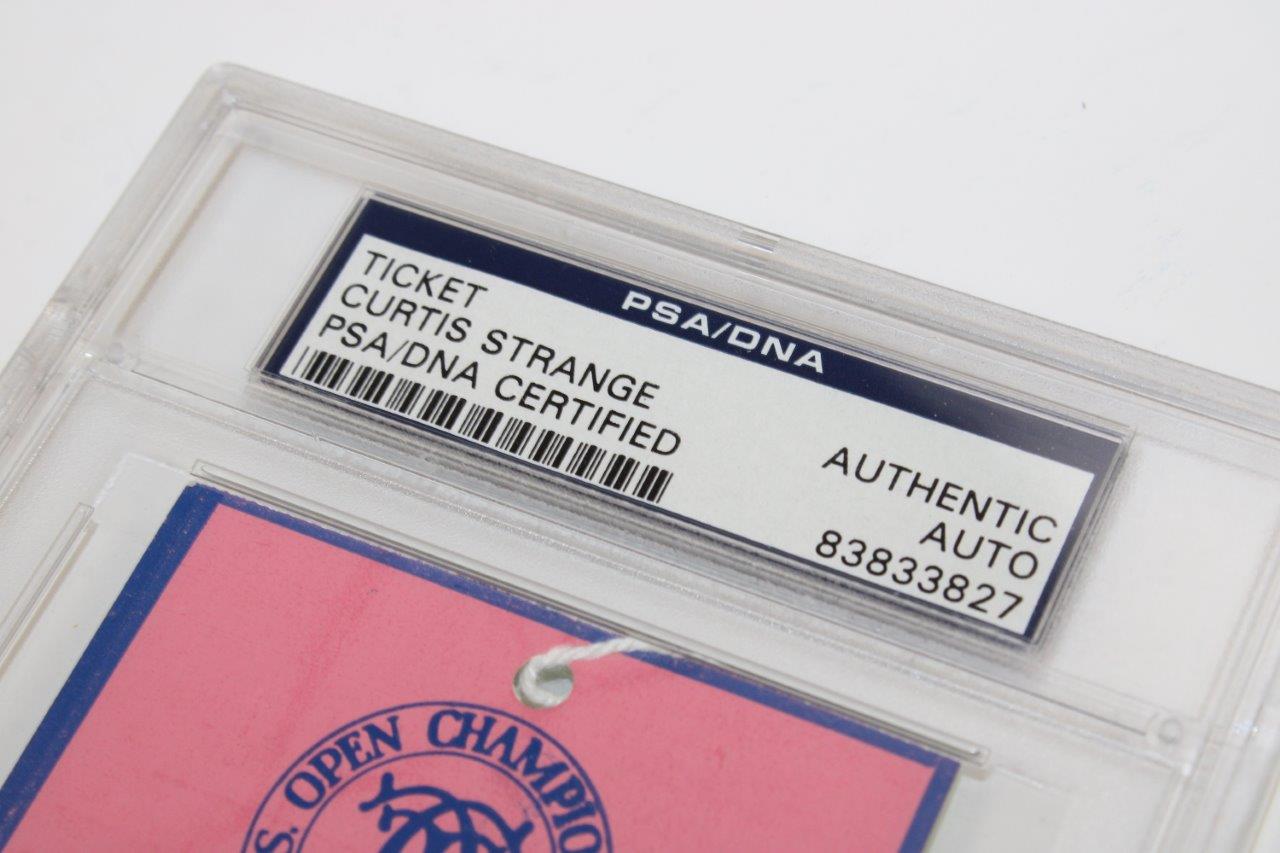 PSA/DNA
TICKET
CURTIS STRANGE
PSA/DNA CERTIFIED
AUTHENTIC
AUTO
83833827
S. OPEN CHAMPIO